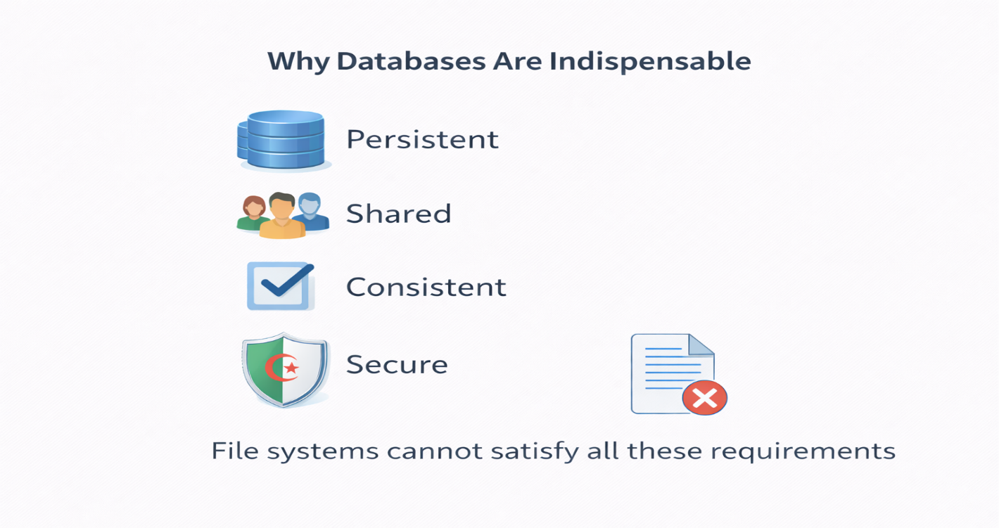 Why Databases Are Indispensable
Persistent
Shared
Consistent
Secure
File systems cannot satisfy all these requirements